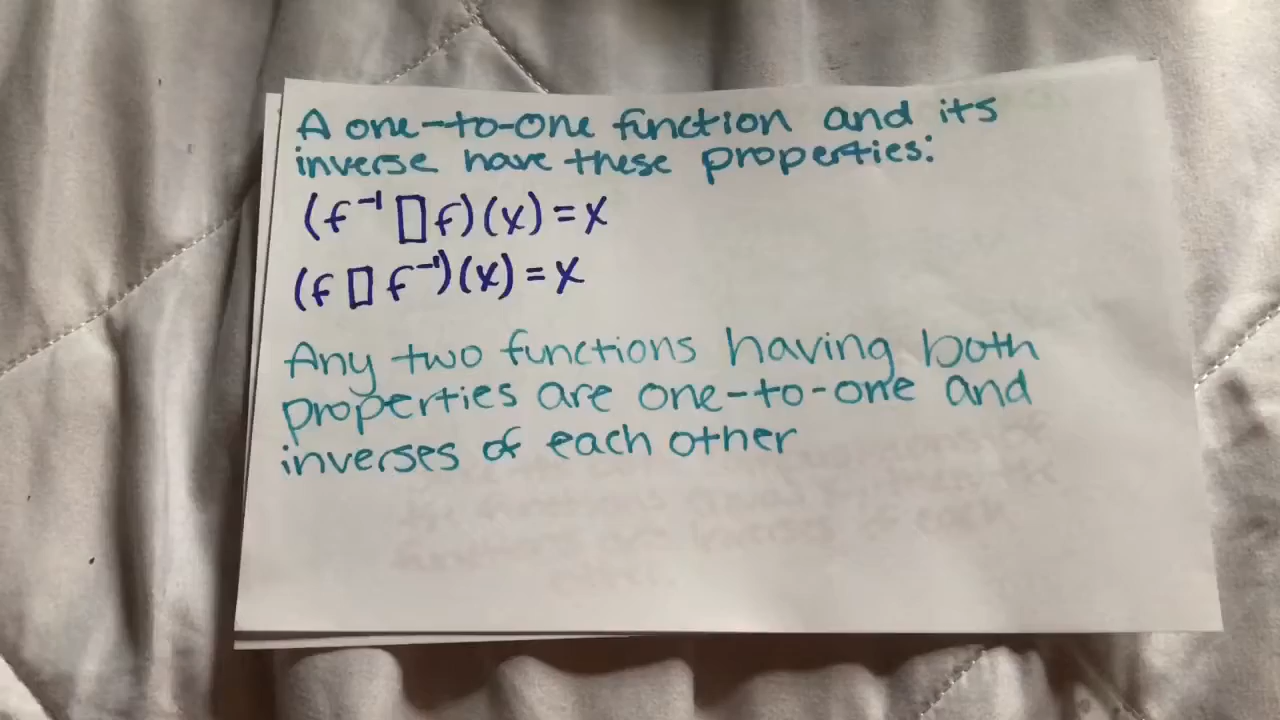 A one-to-one function and its
inverse have these properties:
(f⁻¹ □ f)(x) = x
(f □ f⁻¹)(x) = x
Any two functions having both
properties are one-to-one and
inverses of each other